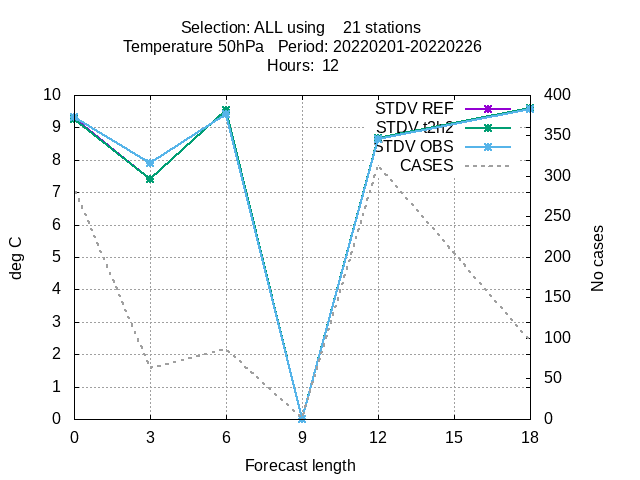 Selection: ALL using 21 stations
Temperature 50hPa Period: 20220201-20220226
Hours: 12
10
9
8
7
6
5
4
3
2
1
0
deg C
STDV REF
STDV t2h2
STDV OBS
CASES
400
350
300
250
200
150
100
50
0
No cases
0 3 6 9 12 15 18
Forecast length